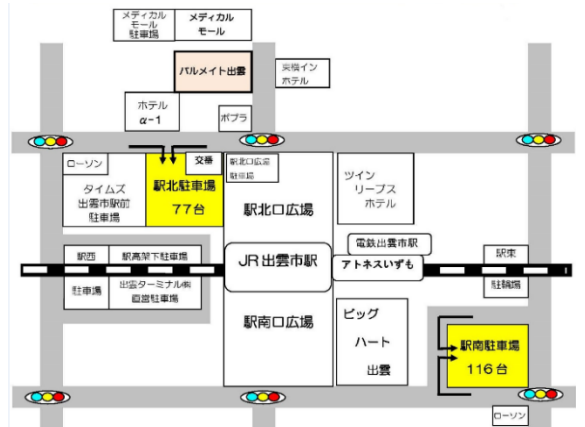 メディカル
モール
駐車場
メディカル
モール
パルメイト出雲
東横イン
ホテル
ホテル
α-1
ポプラ
ローソン
タイムズ
出雲市駅前
駐車場
駅北駐車場
77台
交番
駅北口広場
駐車場
駅北口広場
ツイン
リーブス
ホテル
電鉄出雲市駅
アトネスいずも
JR出雲市駅
駅西
駐車場
駅高架下駐車場
出雲ターミナル㈱
直営駐車場
駅東
駐輪場
駅南口広場
ビッグ
ハート
出雲
駅南駐車場
116台
ローソン